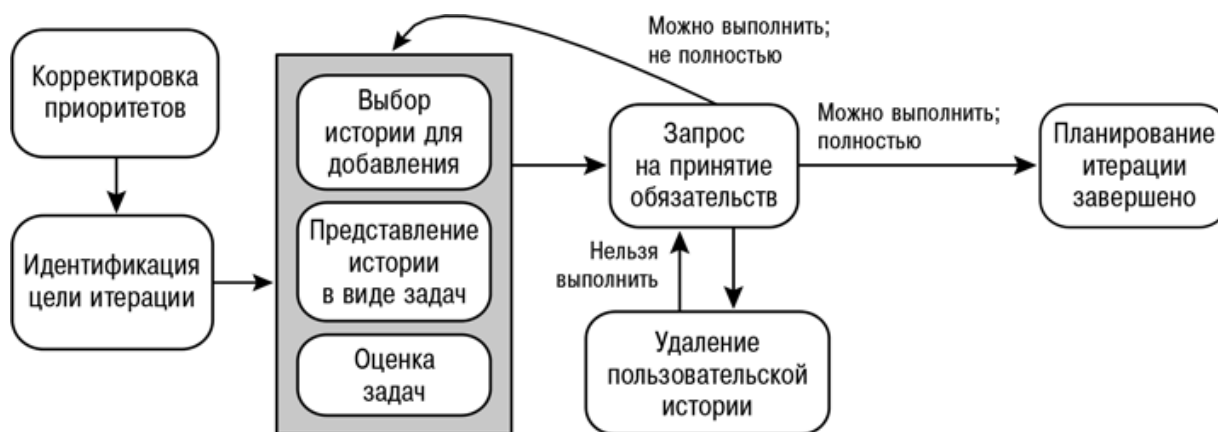 Корректировка
приоритетов
Идентификация
цели итерации
Выбор
истории для
добавления
Представление
истории
в виде задач
Оценка
задач
Можно выполнить;
не полностью
Запрос
на принятие
обязательств
Можно выполнить;
полностью
Планирование
итерации
завершено
Нельзя
выполнить
Удаление
пользовательской
истории